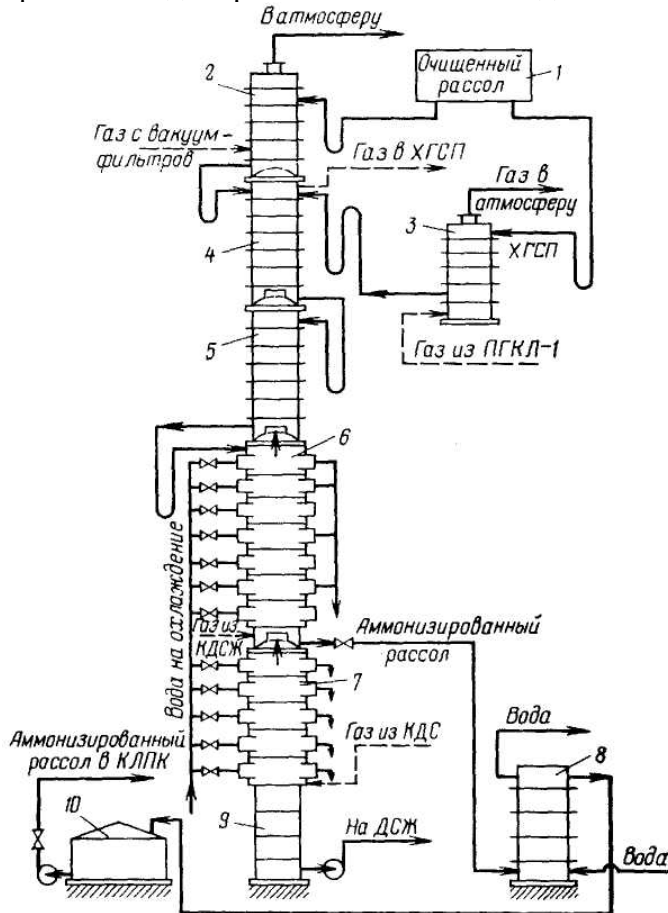 В атмосферу
2
Очищенный
рассол
1
Газ с вакуум-
фильтров
Газ в ХГСП
Газ в
атмосферу
3
ХГСП
4
Газ из ПГКЛ-1
5
6
Вода на охлаждение
Газ из
КДСЖ
Аммонизированный
рассол
7
Газ из КДС
Вода
8
Аммонизированный
рассол в КЛПК
10
9
На ДСЖ
Вода